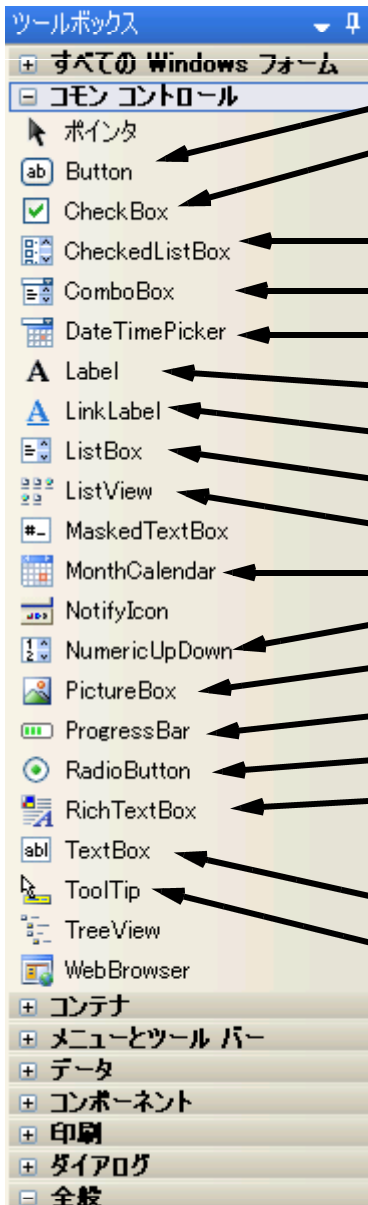 ツールボックス
すべての Windows フォーム
コモン コントロール
ポインタ
Button
CheckBox
CheckedListBox
ComboBox
DateTimePicker
Label
LinkLabel
ListBox
ListView
MaskedTextBox
MonthCalendar
NotifyIcon
NumericUpDown
PictureBox
ProgressBar
RadioButton
RichTextBox
TextBox
ToolTip
TreeView
WebBrowser
コンテナ
メニューとツール バー
データ
コンポーネント
印刷
ダイアログ
全般